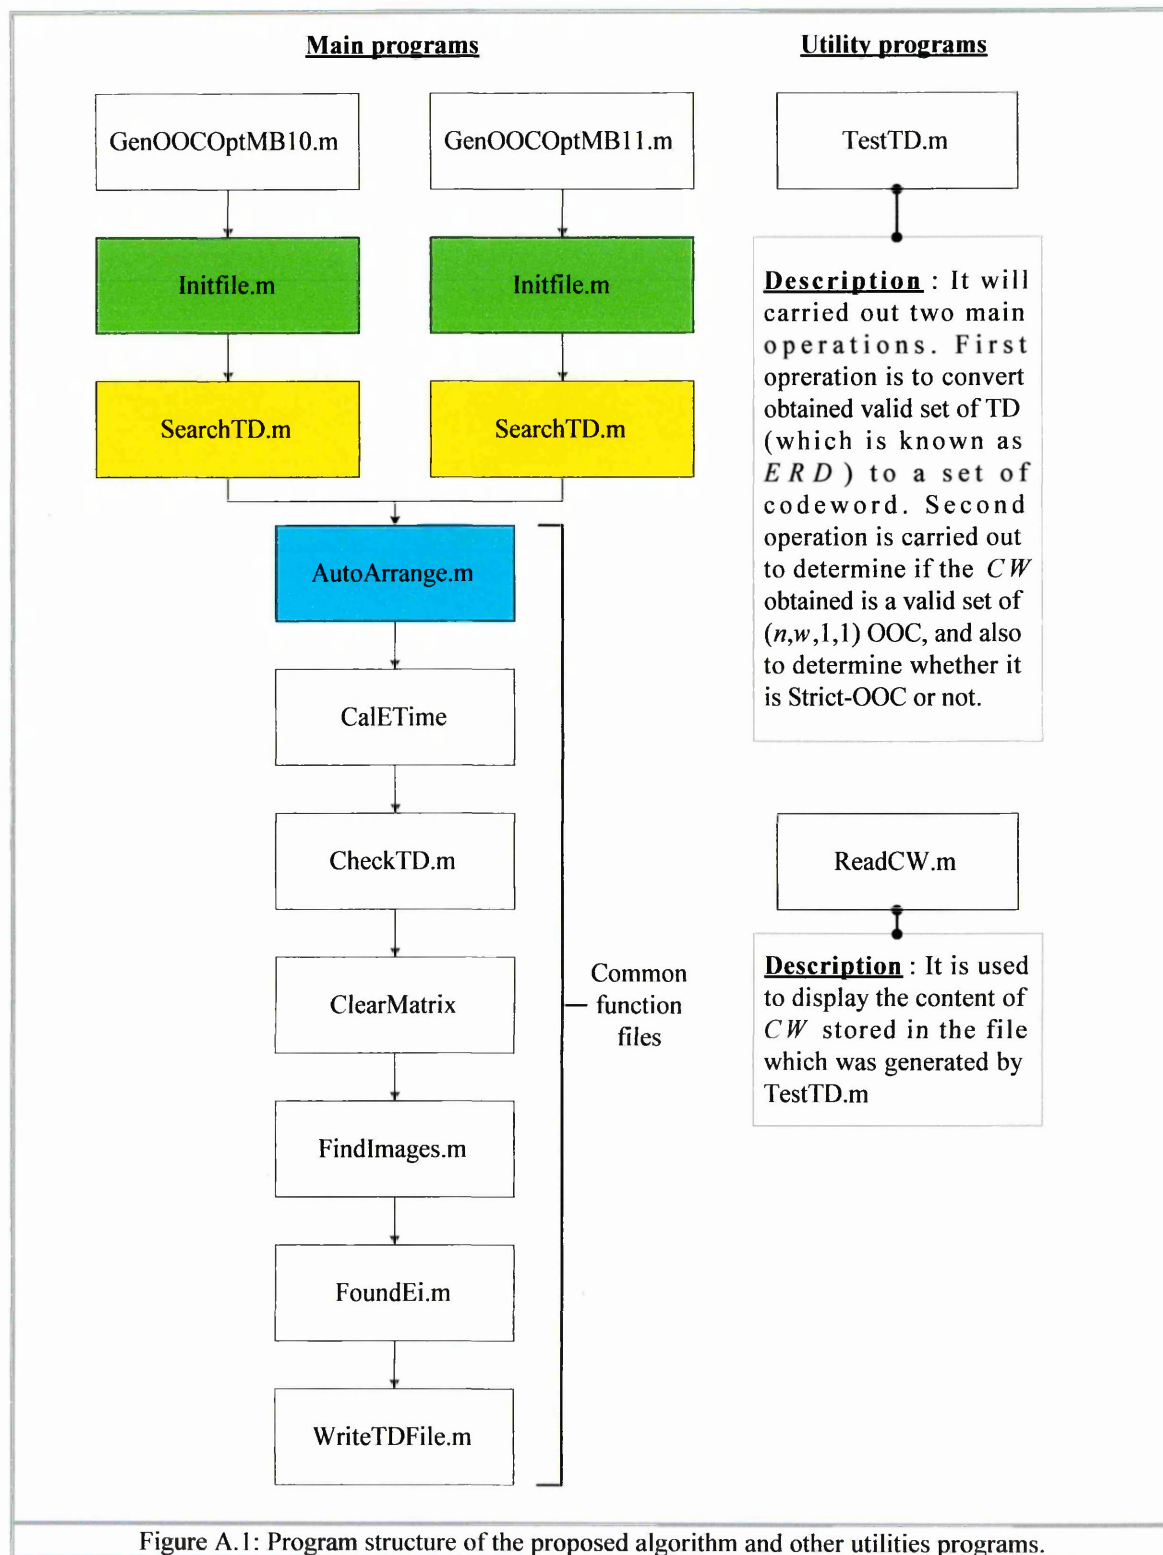 Main programs
Utility programs
GenOOCOptMB10.m
GenOOCOptMB11.m
TestTD.m
Initfile.m
Initfile.m
SearchTD.m
SearchTD.m
AutoArrange.m
CalETime
CheckTD.m
ClearMatrix
FindImages.m
FoundEi.m
WriteTDFile.m
Common
function
files
Description : It will
carried out two main
operations. First
opreration is to convert
obtained valid set of TD
(which is known as
ERD) to a set of
codeword. Second
operation is carried out
to determine if the CW
obtained is a valid set of
(n,w,1,1) OOC, and also
to determine whether it
is Strict-OOC or not.
ReadCW.m
Description : It is used
to display the content of
CW stored in the file
which was generated by
TestTD.m
Figure A.1: Program structure of the proposed algorithm and other utilities programs.